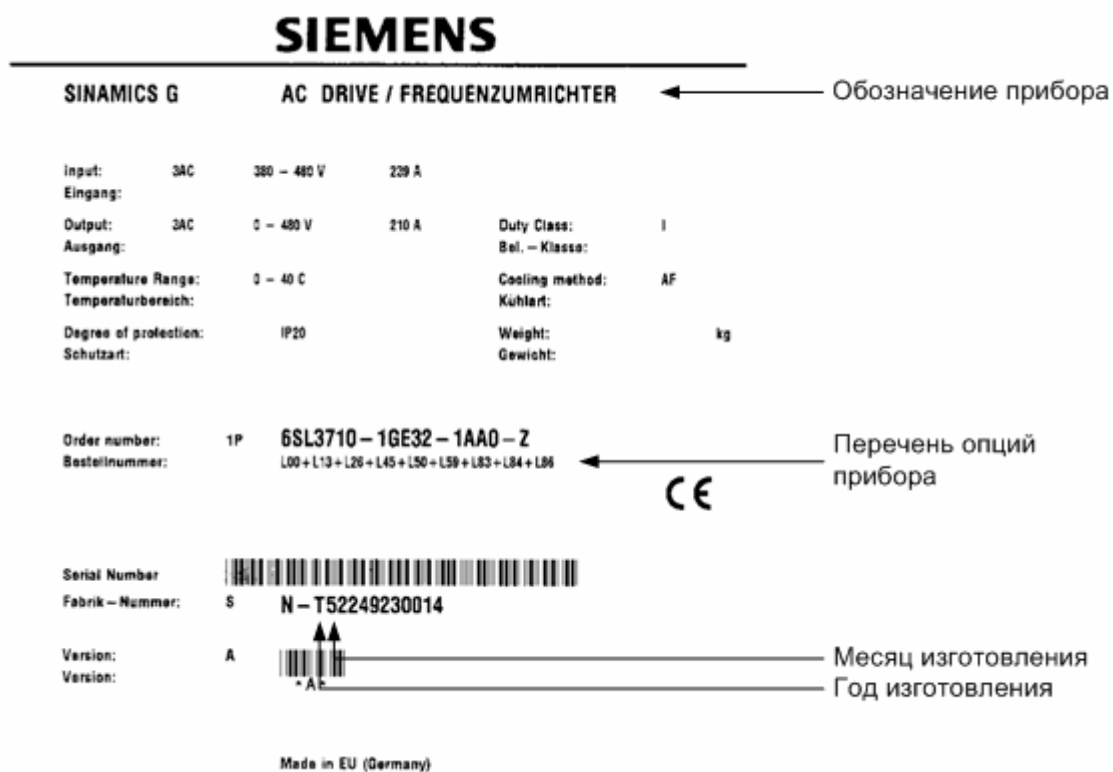 SIEMENS
SINAMICS G AC DRIVE / FREQUENZUMRICHTER Обозначение прибора
Input: 3AC 380 – 480 V 239 A
Eingang:
Output: 3AC 0 – 480 V 210 A Duty Class: I
Ausgang: Bel. – Klasse:
Temperature Range: 0 – 40 C Cooling method: AF
Temperaturbereich: Kühlart:
Degree of protection: IP20 Weight: kg
Schutzart: Gewicht:
Order number: 1P 6SL3710 – 1GE32 – 1AA0 – Z Перечень опций
Bestellnummer: L00+L13+L26+L45+L50+L59+L83+L84+L86 прибора
CE
Serial Number
Fabrik – Nummer: S N – T52249230014
Version: A Месяц изготовления
Version: * A * Год изготовления
Made in EU (Germany)